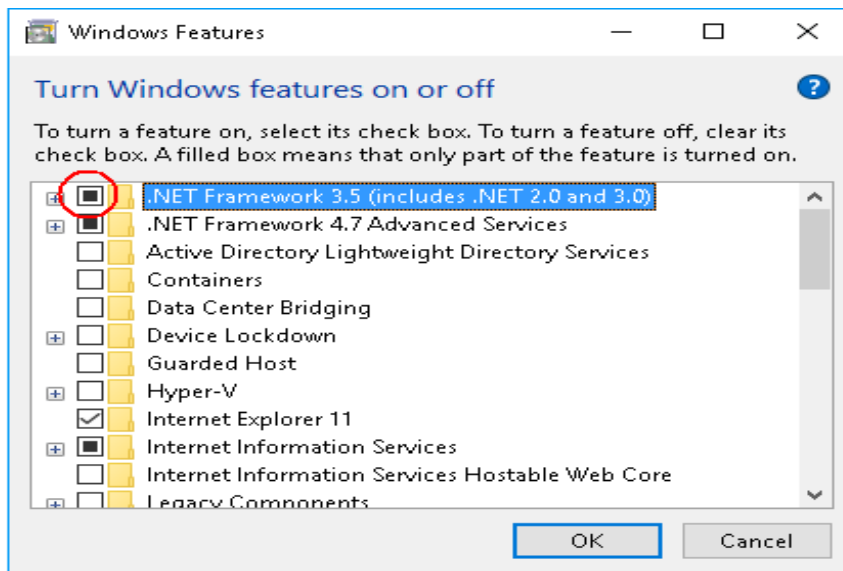 Windows Features
Turn Windows features on or off
?
To turn a feature on, select its check box. To turn a feature off, clear its
check box. A filled box means that only part of the feature is turned on.
.NET Framework 3.5 (includes .NET 2.0 and 3.0)
.NET Framework 4.7 Advanced Services
Active Directory Lightweight Directory Services
Containers
Data Center Bridging
Device Lockdown
Guarded Host
Hyper-V
Internet Explorer 11
Internet Information Services
Internet Information Services Hostable Web Core
Legacy Components
OK Cancel